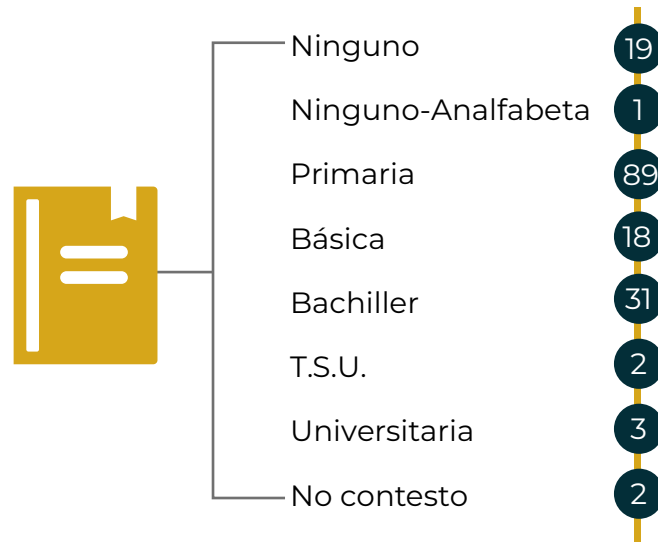 Ninguno 19
Ninguno-Analfabeta 1
Primaria 89
Básica 18
Bachiller 31
T.S.U. 2
Universitaria 3
No contesto 2